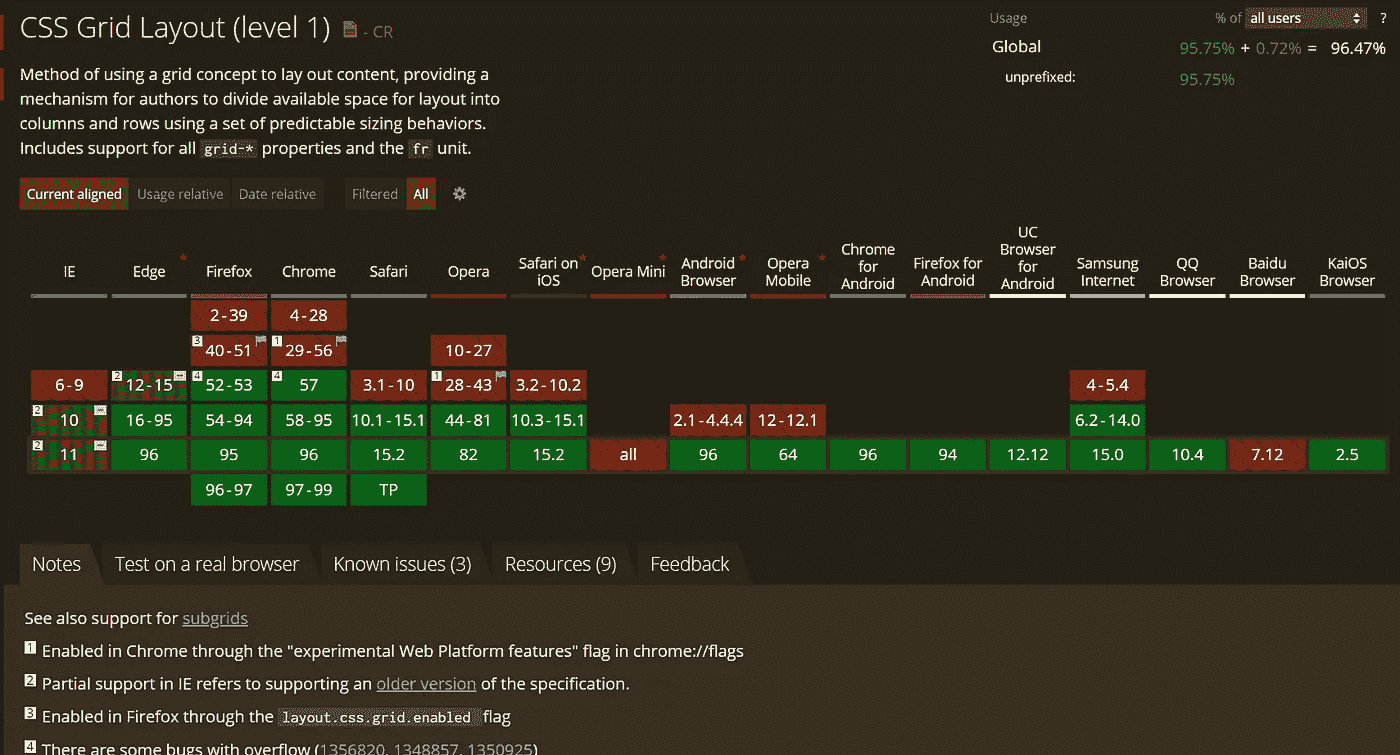 CSS Grid Layout (level 1) - CR
Usage % of all users ?
Global 95.75% + 0.72% = 96.47%
unprefixed: 95.75%
Method of using a grid concept to lay out content, providing a
mechanism for authors to divide available space for layout into
columns and rows using a set of predictable sizing behaviors.
Includes support for all grid-* properties and the fr unit.
Current aligned Usage relative Date relative Filtered All
IE Edge * Firefox Chrome Safari Opera Safari on iOS * Opera Mini * Android Browser * Opera Mobile * Chrome for Android Firefox for Android UC Browser for Android Samsung Internet QQ Browser Baidu Browser KaiOS Browser
2-39 4-28
3 40-51 1 29-56 10-27
6-9 2 12-15 4 52-53 4 57 3.1-10 1 28-43 3.2-10.2 4-5.4
2 10 16-95 54-94 58-95 10.1-15.1 44-81 10.3-15.1 2.1-4.4.4 12-12.1 6.2-14.0
2 11 96 95 96 15.2 82 15.2 all 96 64 96 94 12.12 15.0 10.4 7.12 2.5
96-97 97-99 TP
Notes Test on a real browser Known issues (3) Resources (9) Feedback
See also support for subgrids
1 Enabled in Chrome through the "experimental Web Platform features" flag in chrome://flags
2 Partial support in IE refers to supporting an older version of the specification.
3 Enabled in Firefox through the layout.css.grid.enabled flag
4 There are some bugs with overflow (1356820, 1348857, 1350925)